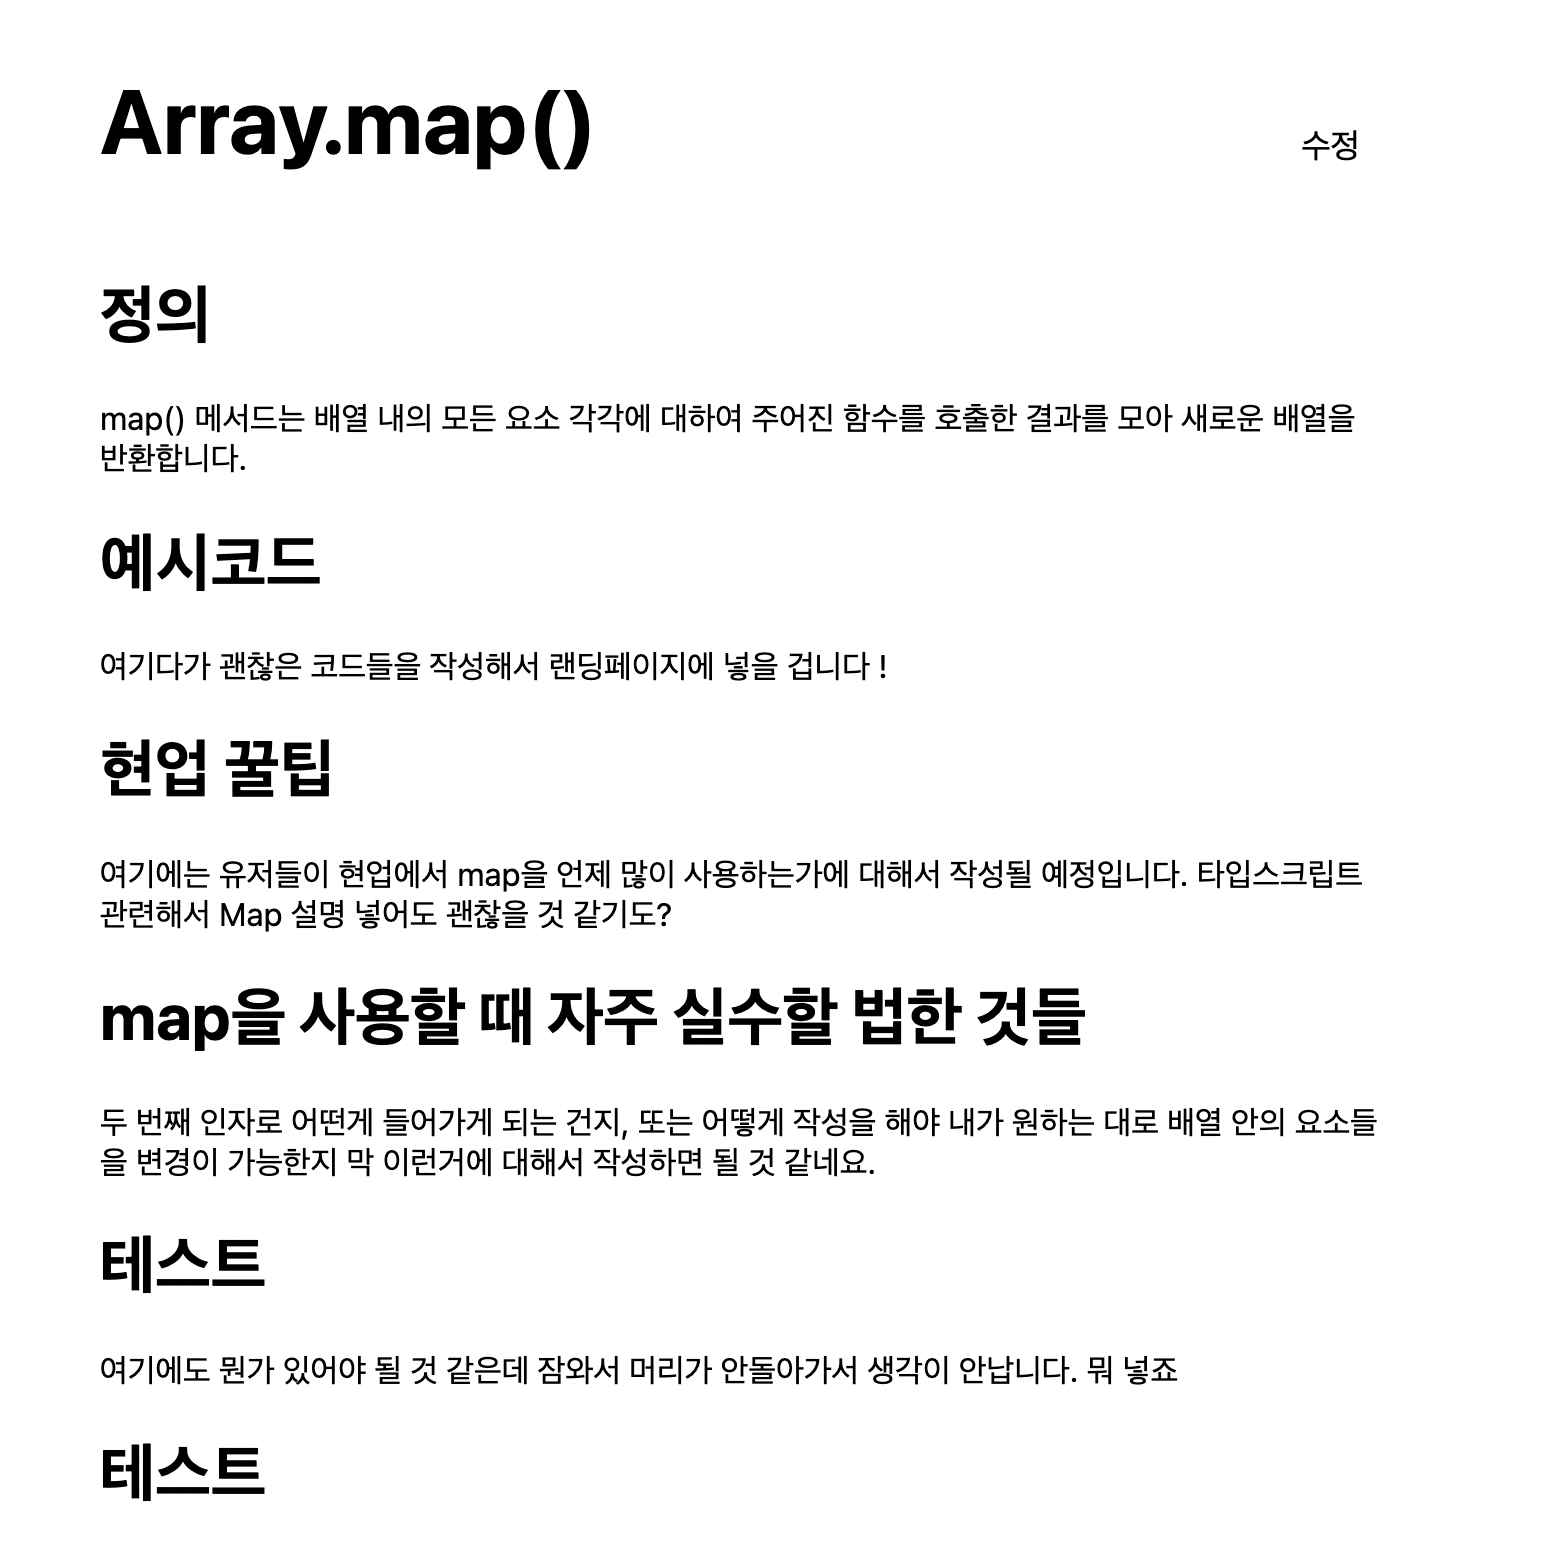 Array.map()
수정
정의
map() 메서드는 배열 내의 모든 요소 각각에 대하여 주어진 함수를 호출한 결과를 모아 새로운 배열을
반환합니다.
예시코드
여기다가 괜찮은 코드들을 작성해서 랜딩페이지에 넣을 겁니다 !
현업 꿀팁
여기에는 유저들이 현업에서 map을 언제 많이 사용하는가에 대해서 작성될 예정입니다. 타입스크립트
관련해서 Map 설명 넣어도 괜찮을 것 같기도?
map을 사용할 때 자주 실수할 법한 것들
두 번째 인자로 어떤게 들어가게 되는 건지, 또는 어떻게 작성을 해야 내가 원하는 대로 배열 안의 요소들
을 변경이 가능한지 막 이런거에 대해서 작성하면 될 것 같네요.
테스트
여기에도 뭔가 있어야 될 것 같은데 잠와서 머리가 안돌아가서 생각이 안납니다. 뭐 넣죠
테스트